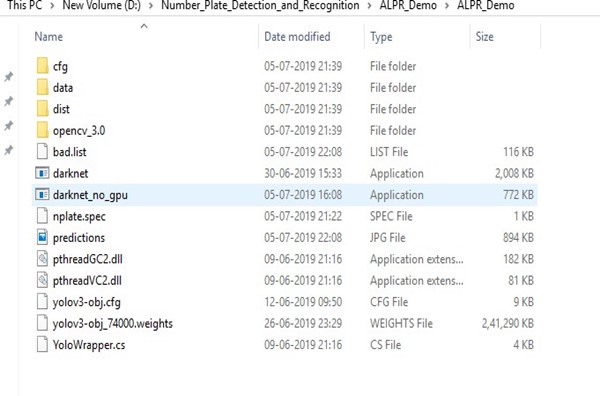 This PC > New Volume (D:) > Number_Plate_Detection_and_Recognition > ALPR_Demo > ALPR_Demo
Name Date modified Type Size
cfg 05-07-2019 21:39 File folder
data 05-07-2019 21:39 File folder
dist 05-07-2019 21:39 File folder
opencv_3.0 05-07-2019 21:39 File folder
bad.list 05-07-2019 22:08 LIST File 116 KB
darknet 30-06-2019 15:33 Application 2,008 KB
darknet_no_gpu 05-07-2019 16:08 Application 772 KB
nplate.spec 05-07-2019 21:22 SPEC File 1 KB
predictions 05-07-2019 22:08 JPG File 894 KB
pthreadGC2.dll 09-06-2019 21:16 Application extens... 182 KB
pthreadVC2.dll 09-06-2019 21:16 Application extens... 81 KB
yolov3-obj.cfg 12-06-2019 09:50 CFG File 9 KB
yolov3-obj_74000.weights 26-06-2019 23:29 WEIGHTS File 2,41,290 KB
YoloWrapper.cs 09-06-2019 21:16 CS File 4 KB